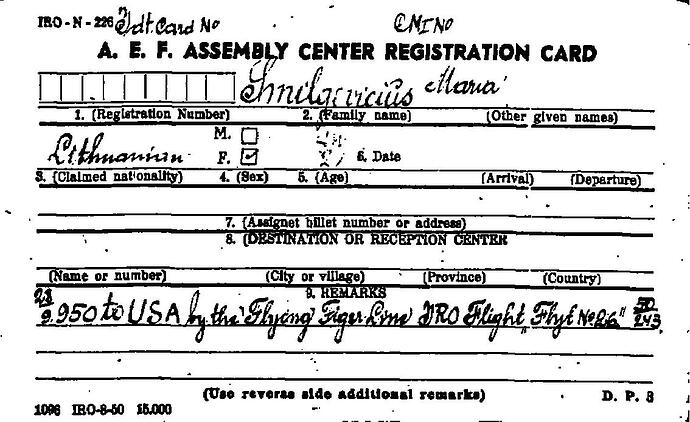 IRO-N-226 Idt. Card No CMI No
A. E. F. ASSEMBLY CENTER REGISTRATION CARD
Smilgevicius Maria
1. (Registration Number) 2. (Family name) (Other given names)
M.
Lithuanian F. 6. Date
3. (Claimed nationality) 4. (Sex) 5. (Age) (Arrival) (Departure)
7. (Assignet billet number or address)
8. (DESTINATION OR RECEPTION CENTER
(Name or number) (City or village) (Province) (Country)
9. REMARKS
23
9. 950 to USA by the "Flying Tiger Line IRO Flight, Flyt No 26" 50/243
(Use reverse side additional remarks) D. P. 3
1096 IRO-8-50 15.000